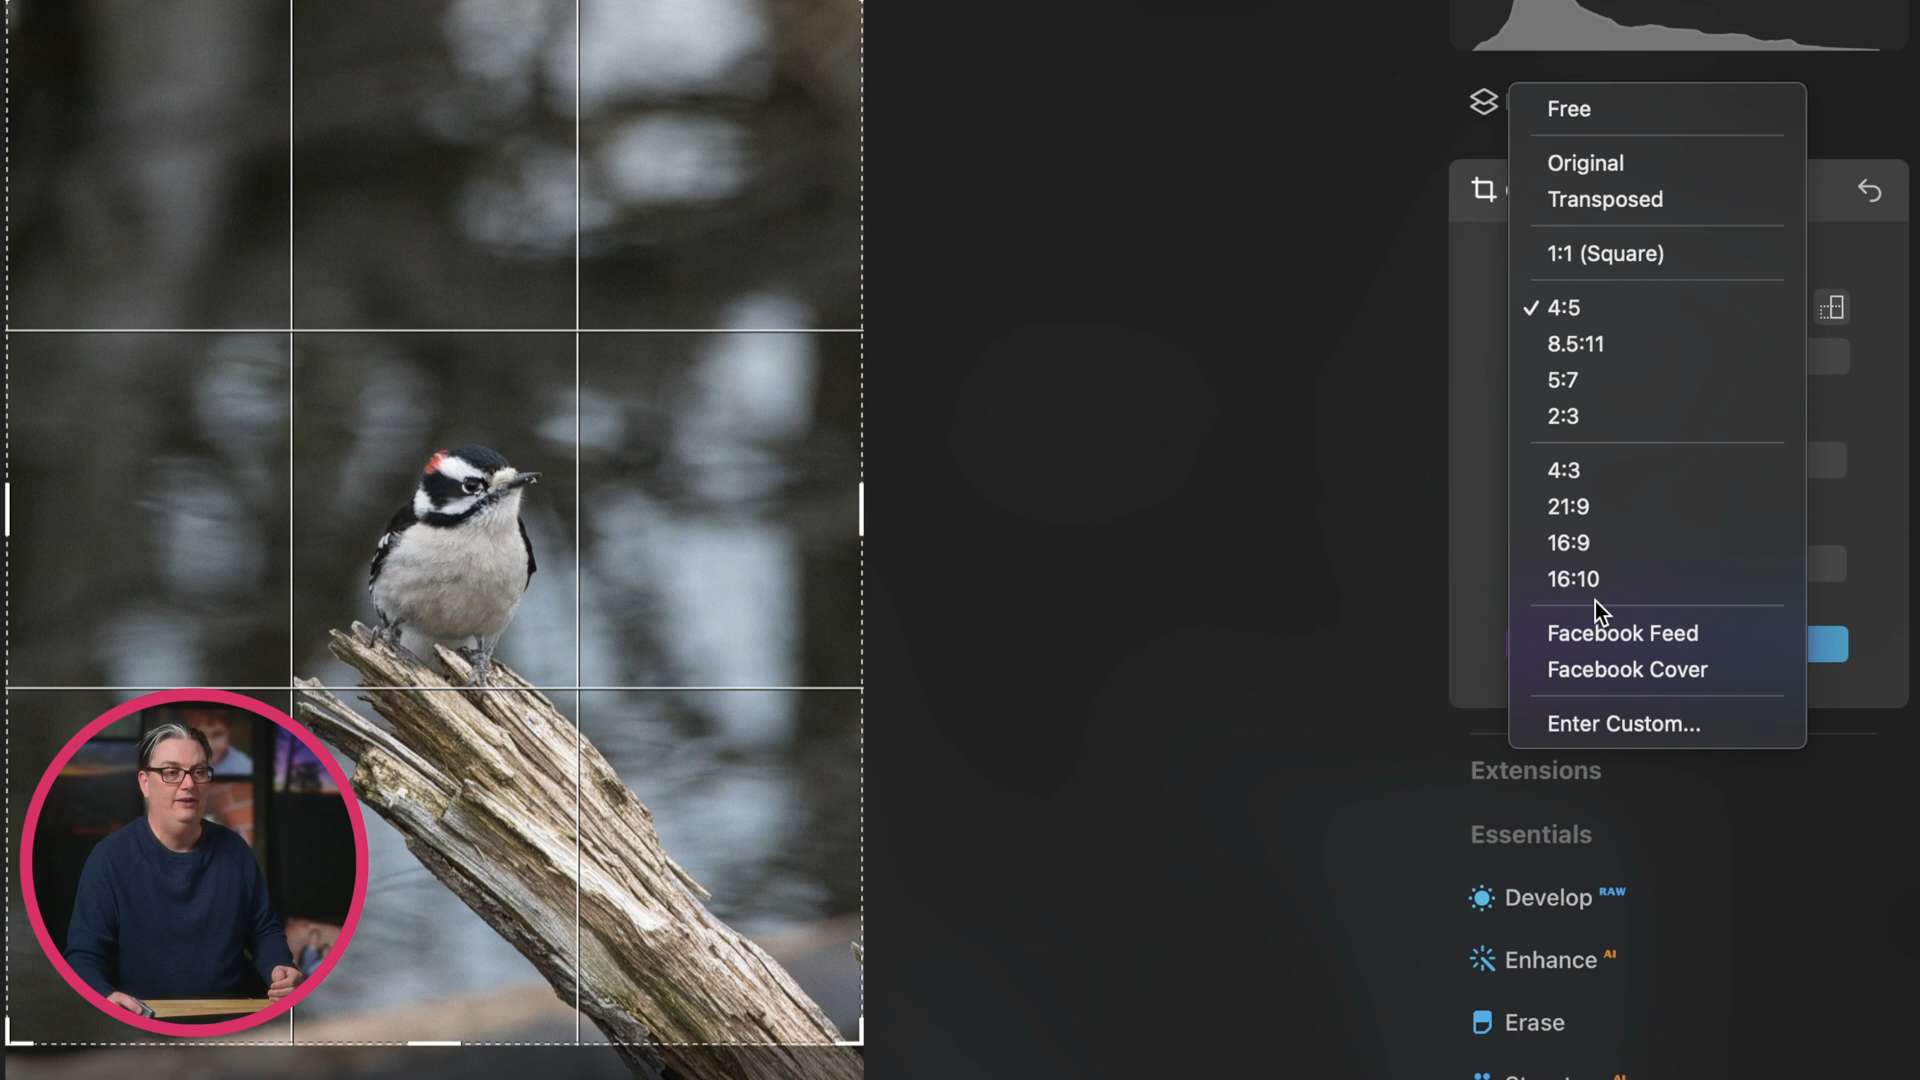 Free
Original
Transposed
1:1 (Square)
4:5
8.5:11
5:7
2:3
4:3
21:9
16:9
16:10
Facebook Feed
Facebook Cover
Enter Custom...
Extensions
Essentials
Develop RAW
Enhance AI
Erase
AI